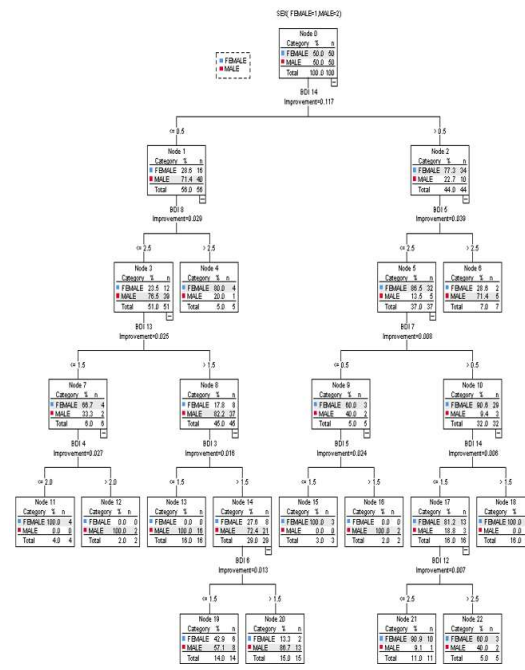 SEX( FEMALE=1,MALE=2)
FEMALE
MALE
Node 0
Category % n
FEMALE 50.0 50
MALE 50.0 50
Total 100.0 100
BDI 14
Improvement=0.117
<= 0.5
> 0.5
Node 1
Category % n
FEMALE 28.6 16
MALE 71.4 40
Total 56.0 56
Node 2
Category % n
FEMALE 77.3 34
MALE 22.7 10
Total 44.0 44
BDI 8
Improvement=0.029
BDI 5
Improvement=0.039
<= 2.5
> 2.5
<= 2.5
> 2.5
Node 3
Category % n
FEMALE 23.5 12
MALE 76.5 39
Total 51.0 51
Node 4
Category % n
FEMALE 80.0 4
MALE 20.0 1
Total 5.0 5
Node 5
Category % n
FEMALE 86.5 32
MALE 13.5 5
Total 37.0 37
Node 6
Category % n
FEMALE 28.6 2
MALE 71.4 5
Total 7.0 7
BDI 13
Improvement=0.025
BDI 7
Improvement=0.008
<= 1.5
> 1.5
<= 0.5
> 0.5
Node 7
Category % n
FEMALE 66.7 4
MALE 33.3 2
Total 6.0 6
Node 8
Category % n
FEMALE 17.8 8
MALE 82.2 37
Total 45.0 45
Node 9
Category % n
FEMALE 60.0 3
MALE 40.0 2
Total 5.0 5
Node 10
Category % n
FEMALE 90.6 29
MALE 9.4 3
Total 32.0 32
BDI 4
Improvement=0.027
BDI 3
Improvement=0.016
BDI 5
Improvement=0.024
BDI 14
Improvement=0.006
<= 2.0
> 2.0
<= 1.5
> 1.5
<= 1.5
> 1.5
<= 1.5
> 1.5
Node 11
Category % n
FEMALE 100.0 4
MALE 0.0 0
Total 4.0 4
Node 12
Category % n
FEMALE 0.0 0
MALE 100.0 2
Total 2.0 2
Node 13
Category % n
FEMALE 0.0 0
MALE 100.0 16
Total 16.0 16
Node 14
Category % n
FEMALE 27.6 8
MALE 72.4 21
Total 29.0 29
Node 15
Category % n
FEMALE 100.0 3
MALE 0.0 0
Total 3.0 3
Node 16
Category % n
FEMALE 0.0 0
MALE 100.0 2
Total 2.0 2
Node 17
Category % n
FEMALE 81.2 13
MALE 18.8 3
Total 16.0 16
Node 18
Category %
FEMALE 100.0
MALE 0.0
Total 16.0
BDI 6
Improvement=0.013
BDI 12
Improvement=0.007
<= 1.5
> 1.5
<= 2.5
> 2.5
Node 19
Category % n
FEMALE 42.9 6
MALE 57.1 8
Total 14.0 14
Node 20
Category % n
FEMALE 13.3 2
MALE 86.7 13
Total 15.0 15
Node 21
Category % n
FEMALE 90.9 10
MALE 9.1 1
Total 11.0 11
Node 22
Category % n
FEMALE 60.0 3
MALE 40.0 2
Total 5.0 5